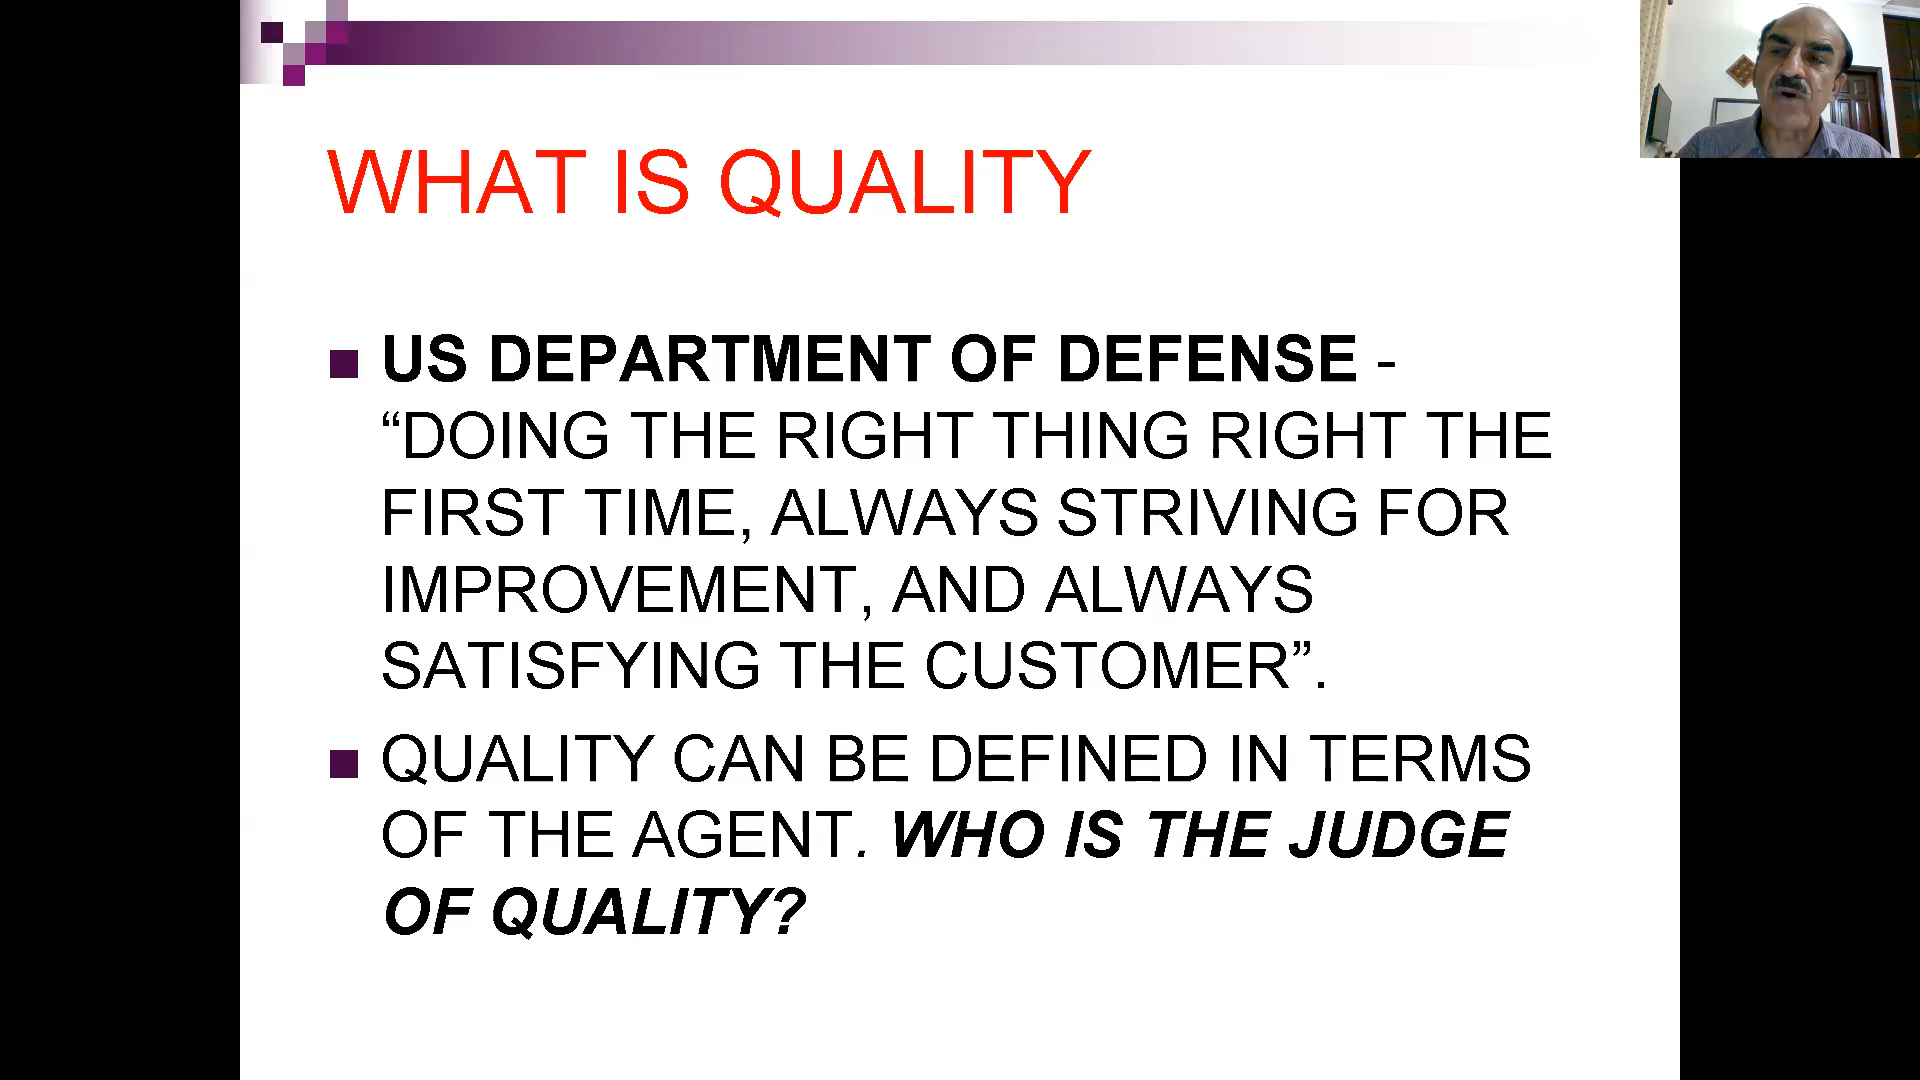 WHAT IS QUALITY
US DEPARTMENT OF DEFENSE -
“DOING THE RIGHT THING RIGHT THE
FIRST TIME, ALWAYS STRIVING FOR
IMPROVEMENT, AND ALWAYS
SATISFYING THE CUSTOMER”.
QUALITY CAN BE DEFINED IN TERMS
OF THE AGENT. WHO IS THE JUDGE
OF QUALITY?